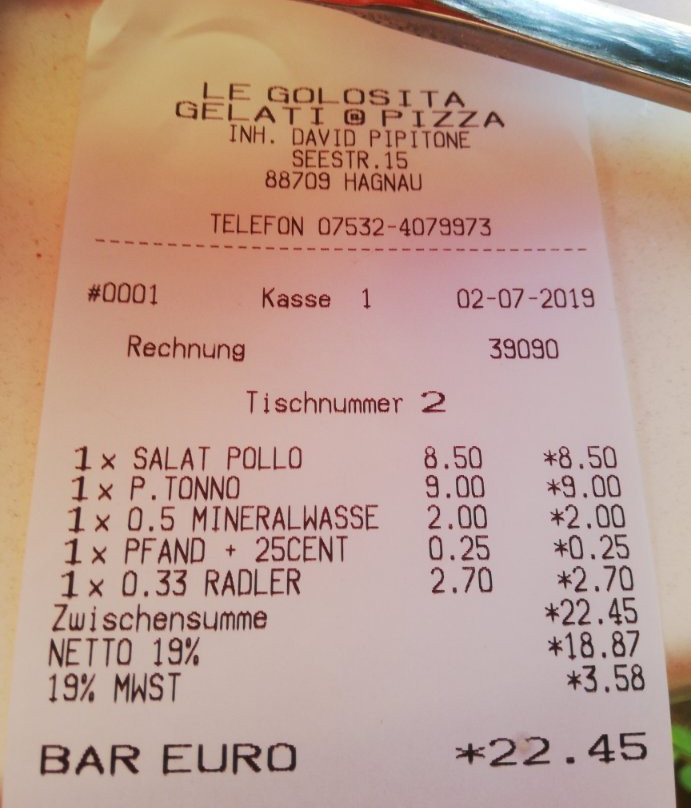 LE GOLOSITA
GELATI @ PIZZA
INH. DAVID PIPITONE
SEESTR.15
88709 HAGNAU
TELEFON 07532-4079973
#0001 Kasse 1 02-07-2019
Rechnung 39090
Tischnummer 2
1 x SALAT POLLO 8.50 *8.50
1 x P.TONNO 9.00 *9.00
1 x 0.5 MINERALWASSE 2.00 *2.00
1 x PFAND + 25CENT 0.25 *0.25
1 x 0.33 RADLER 2.70 *2.70
Zwischensumme *22.45
NETTO 19% *18.87
19% MWST *3.58
BAR EURO *22.45